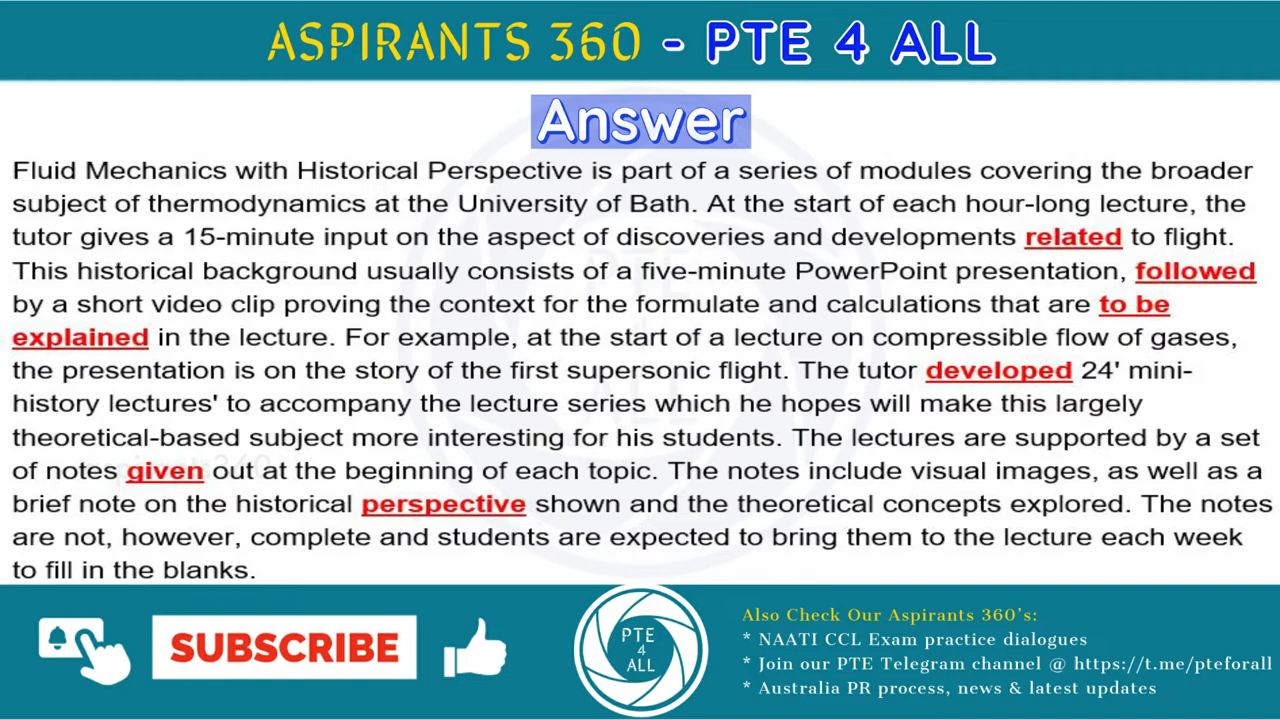 ASPIRANTS 360 - PTE 4 ALL
Answer
Fluid Mechanics with Historical Perspective is part of a series of modules covering the broader
subject of thermodynamics at the University of Bath. At the start of each hour-long lecture, the
tutor gives a 15-minute input on the aspect of discoveries and developments related to flight.
This historical background usually consists of a five-minute PowerPoint presentation, followed
by a short video clip proving the context for the formulate and calculations that are to be
explained in the lecture. For example, at the start of a lecture on compressible flow of gases,
the presentation is on the story of the first supersonic flight. The tutor developed 24' mini-
history lectures' to accompany the lecture series which he hopes will make this largely
theoretical-based subject more interesting for his students. The lectures are supported by a set
of notes given out at the beginning of each topic. The notes include visual images, as well as a
brief note on the historical perspective shown and the theoretical concepts explored. The notes
are not, however, complete and students are expected to bring them to the lecture each week
to fill in the blanks.
SUBSCRIBE
PTE
4
ALL
Also Check Our Aspirants 360's:
* NAATI CCL Exam practice dialogues
* Join our PTE Telegram channel @ https://t.me/pteforall
* Australia PR process, news & latest updates